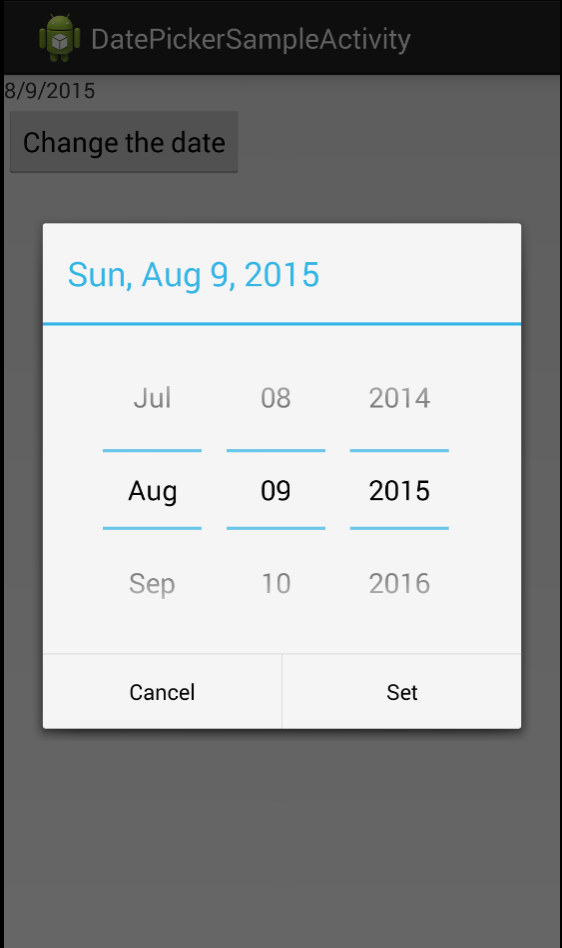 DatePickerSampleActivity
8/9/2015
Change the date
Sun, Aug 9, 2015
Jul 08 2014
Aug 09 2015
Sep 10 2016
Cancel Set